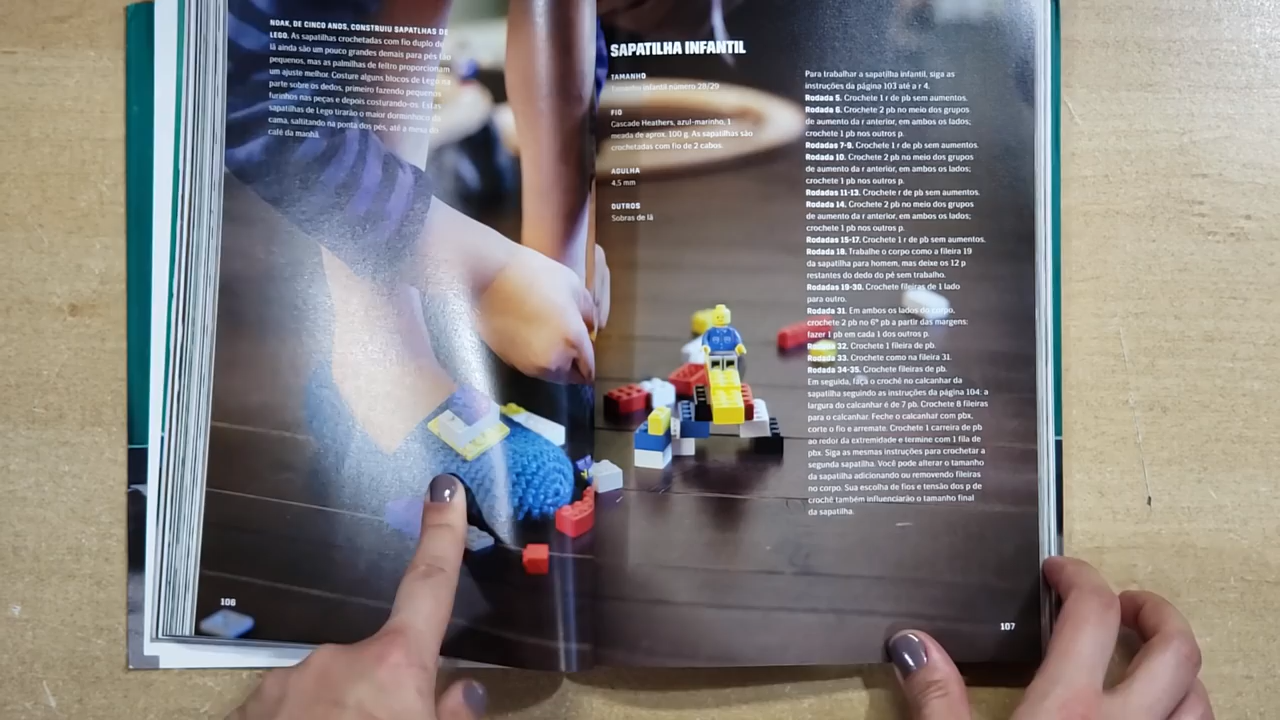 NOAK, DE CINCO ANOS, CONSTRUIU SAPATLHAS DE
LEGO. As sapatilhas crochetadas com fio duplo de
lã ainda são um pouco grandes demais para pés tão
pequenos, mas as palmilhas de feltro proporcionam
um ajuste melhor. Costure alguns blocos de Lego na
parte sobre os dedos, primeiro fazendo pequenos
furinhos nas peças e depois costurando-os. Estas
sapatilhas de Lego tirarão o maior dorminhoco da
cama, saltitando na ponta dos pés, até a mesa do
café da manhã.
106
SAPATILHA INFANTIL
TAMANHO
Tamanho infantil número 28/29
FIO
Cascade Heathers, azul-marinho, 1
meada de aprox. 100 g. As sapatilhas são
crochetadas com fio de 2 cabos.
AGULHA
4,5 mm
OUTROS
Sobras de lã
Para trabalhar a sapatilha infantil, siga as
instruções da página 103 até a r 4.
Rodada 5. Crochete 1 r de pb sem aumentos.
Rodada 6. Crochete 2 pb no meio dos grupos
de aumento da r anterior, em ambos os lados;
crochete 1 pb nos outros p.
Rodadas 7-9. Crochete 1 r de pb sem aumentos.
Rodada 10. Crochete 2 pb no meio dos grupos
de aumento da r anterior, em ambos os lados;
crochete 1 pb nos outros p.
Rodadas 11-13. Crochete r de pb sem aumentos.
Rodada 14. Crochete 2 pb no meio dos grupos
de aumento da r anterior, em ambos os lados;
crochete 1 pb nos outros p.
Rodadas 15-17. Crochete 1 r de pb sem aumentos.
Rodada 18. Trabalhe o corpo como a fileira 19
da sapatilha para homem, mas deixe os 12 p
restantes do dedo do pé sem trabalho.
Rodadas 19-30. Crochete fileiras de 1 lado
para outro.
Rodada 31. Em ambos os lados do corpo,
crochete 2 pb no 6º pb a partir das margens:
fazer 1 pb em cada 1 dos outros p.
Rodada 32. Crochete 1 fileira de pb.
Rodada 33. Crochete como na fileira 31.
Rodada 34-35. Crochete fileiras de pb.
Em seguida, faça o crochê no calcanhar da
sapatilha seguindo as instruções da página 104: a
largura do calcanhar é de 7 pb. Crochete 8 fileiras
para o calcanhar. Feche o calcanhar com pbx,
corte o fio e arremate. Crochete 1 carreira de pb
ao redor da extremidade e termine com 1 fila de
pbx. Siga as mesmas instruções para crochetar a
segunda sapatilha. Você pode alterar o tamanho
da sapatilha adicionando ou removendo fileiras
no corpo. Sua escolha de fios e tensão dos p de
crochê também influenciarão o tamanho final
da sapatilha.
107